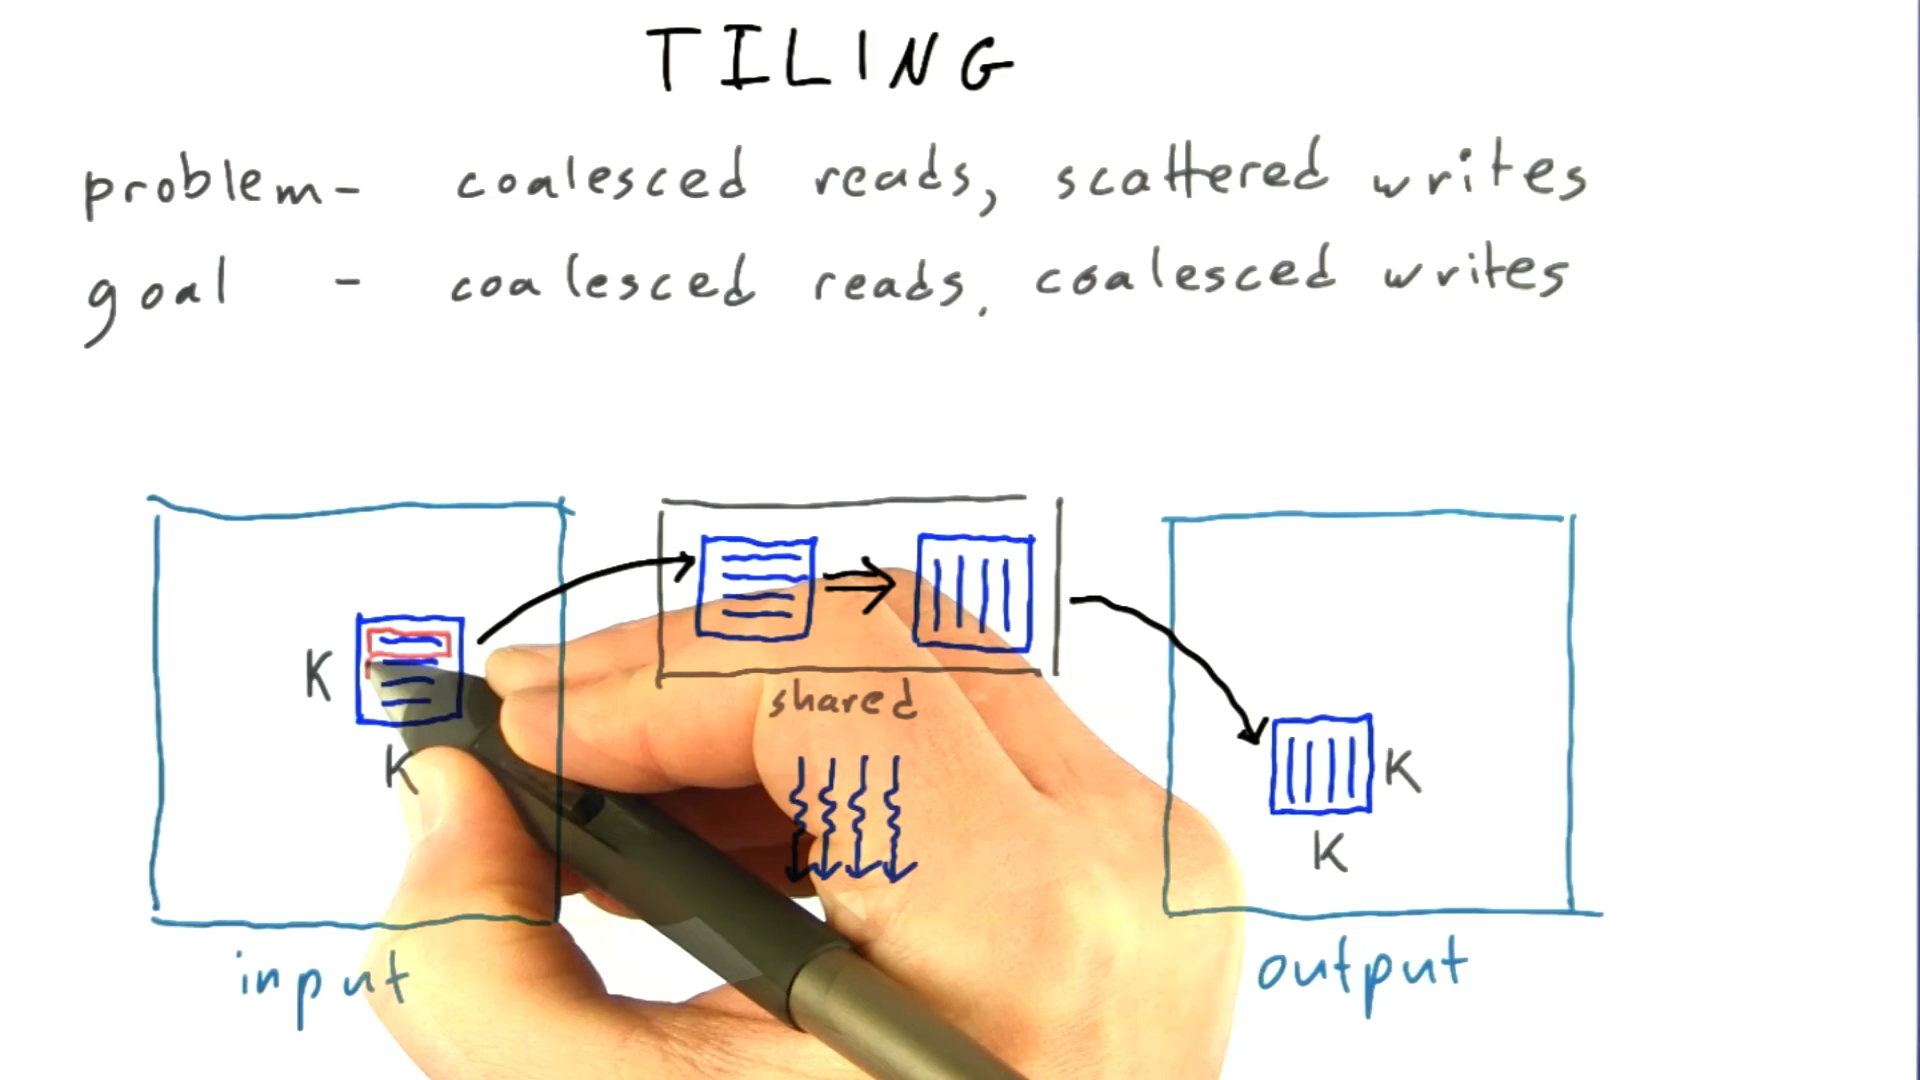 TILING
problem- coalesced reads, scattered writes
goal - coalesced reads, coalesced writes
K
K
shared
K
K
input
output